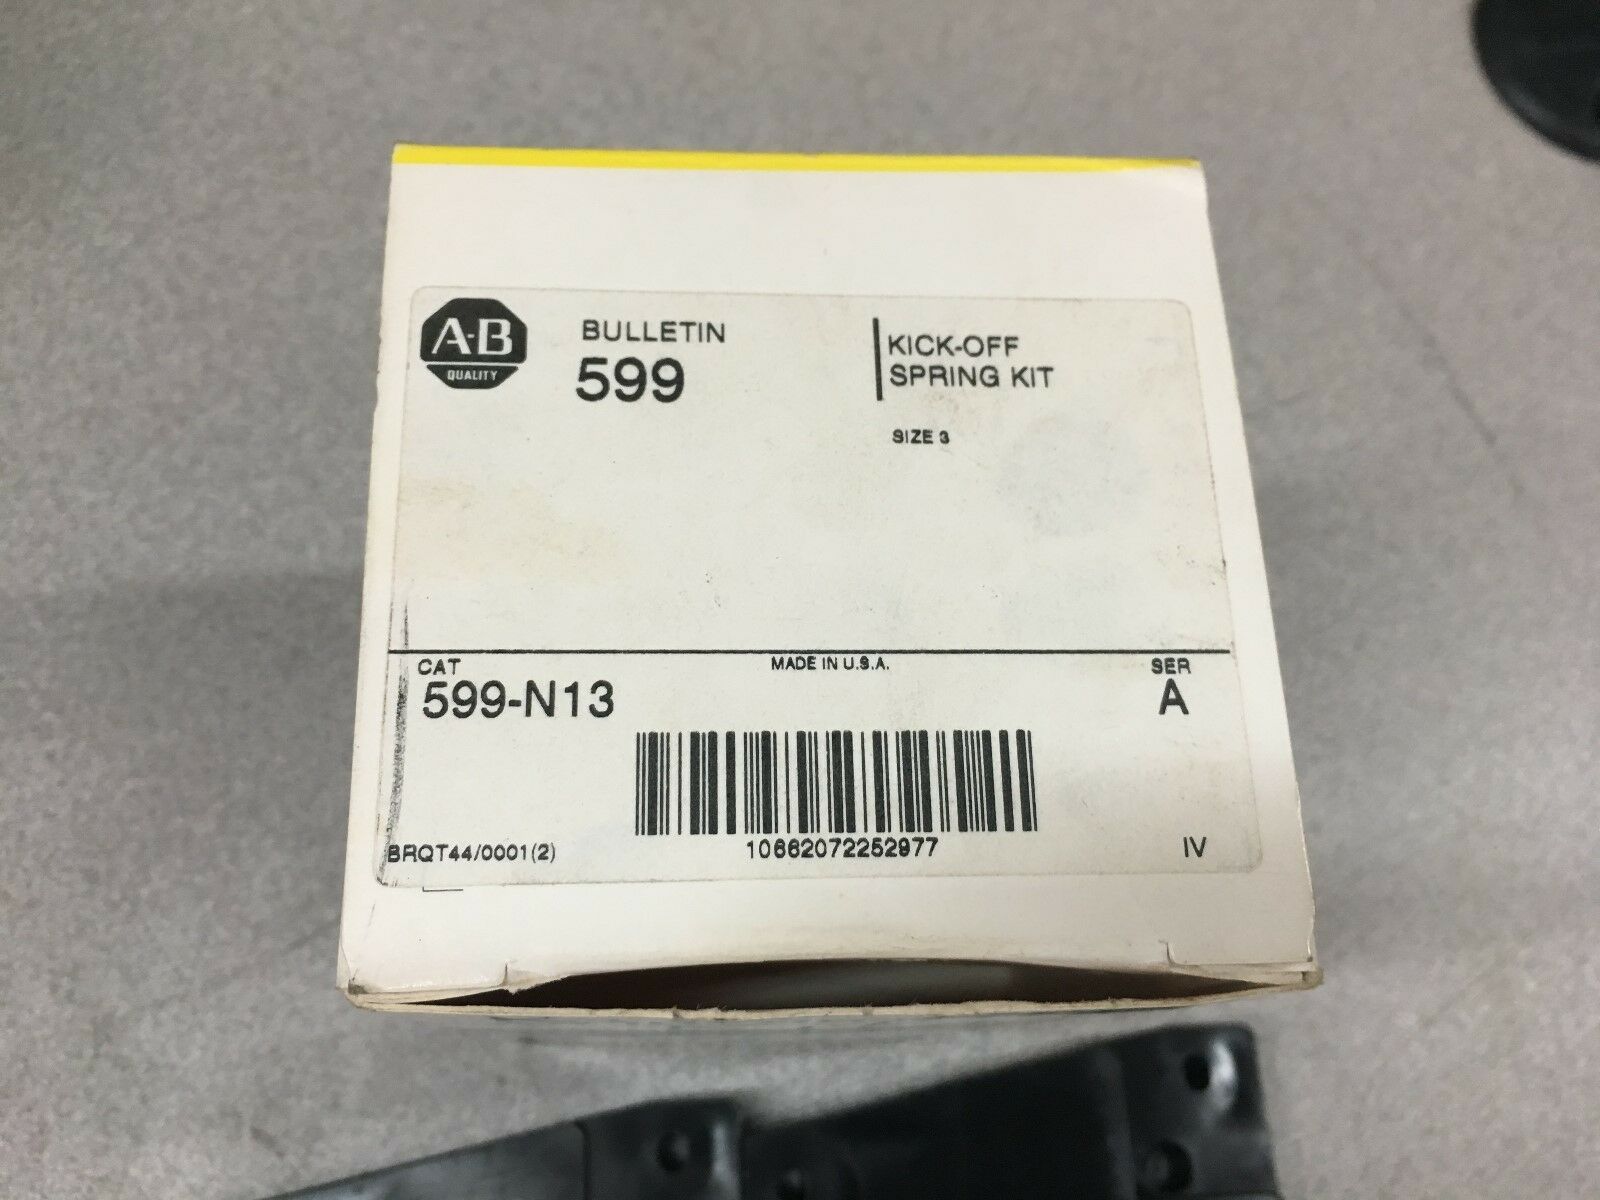 A-B
QUALITY
BULLETIN
599
KICK-OFF
SPRING KIT
SIZE 3
CAT
599-N13
MADE IN U.S.A.
SER
A
BRQT44/0001(2)
10662072252977
IV